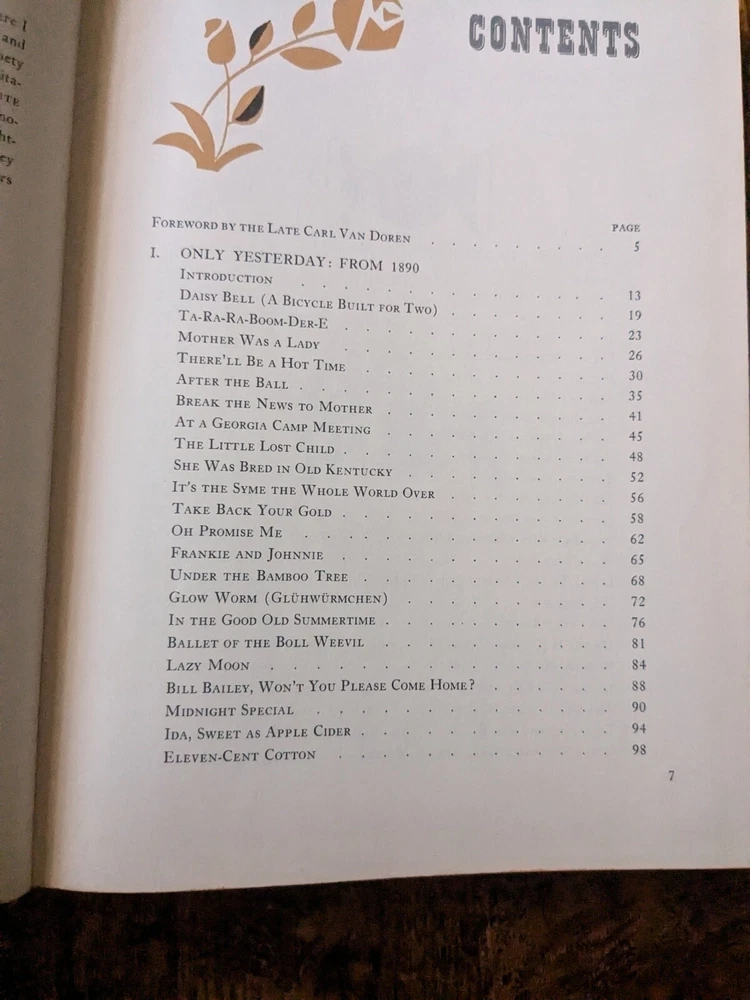 and
CONTENTS
PAGE
FOREWORD BY THE LATE CARL VAN DOREN . . . . . . . . 5
I. ONLY YESTERDAY: FROM 1890
INTRODUCTION . . . . . . . . . . . . 13
DAISY BELL (A BICYCLE BUILT FOR TWO) . . . . . . . 19
TA-RA-RA-BOOM-DER-E . . . . . . . . . . 23
MOTHER WAS A LADY . . . . . . . . . . 26
THERE'LL BE A HOT TIME . . . . . . . . . 30
AFTER THE BALL . . . . . . . . . . . 35
BREAK THE NEWS TO MOTHER . . . . . . . . 41
AT A GEORGIA CAMP MEETING . . . . . . . . 45
THE LITTLE LOST CHILD . . . . . . . . . . 48
SHE WAS BRED IN OLD KENTUCKY . . . . . . . . 52
IT'S THE SYME THE WHOLE WORLD OVER . . . . . . 56
TAKE BACK YOUR GOLD . . . . . . . . . . 58
OH PROMISE ME . . . . . . . . . . . 62
FRANKIE AND JOHNNIE . . . . . . . . . . 65
UNDER THE BAMBOO TREE . . . . . . . . . 68
GLOW WORM (GLÜHWÜRMCHEN) . . . . . . . . 72
IN THE GOOD OLD SUMMERTIME . . . . . . . . 76
BALLET OF THE BOLL WEEVIL . . . . . . . . 81
LAZY MOON . . . . . . . . . . . . 84
BILL BAILEY, WON'T YOU PLEASE COME HOME? . . . . . . 88
MIDNIGHT SPECIAL . . . . . . . . . . 90
IDA, SWEET AS APPLE CIDER . . . . . . . . . 94
ELEVEN-CENT COTTON . . . . . . . . . . 98
7